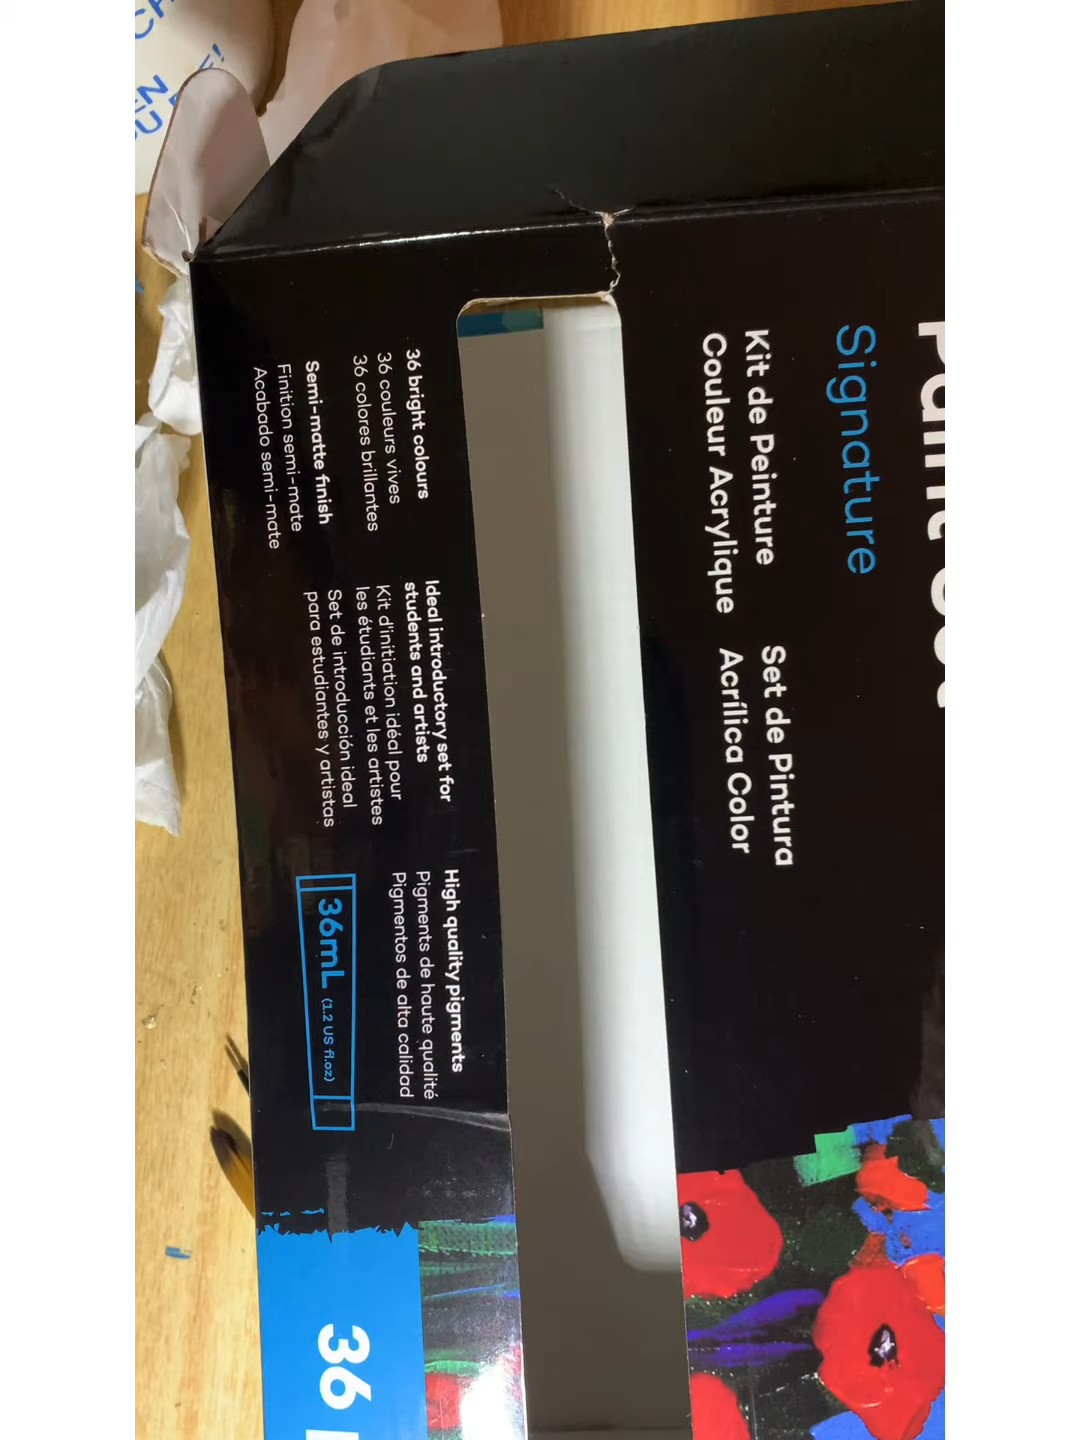 Signature
Kit de Peinture
Couleur Acrylique
Set de Pintura
Acrílica Color
36 bright colours
36 couleurs vives
36 colores brillantes
Semi-matte finish
Finition semi-mate
Acabado semi-mate
Ideal introductory set for
students and artists
Kit d'initiation idéal pour
les étudiants et les artistes
Set de introducción ideal
para estudiantes y artistas
High quality pigments
Pigments de haute qualité
Pigmentos de alta calidad
36mL (1.2 US fl.oz)
36